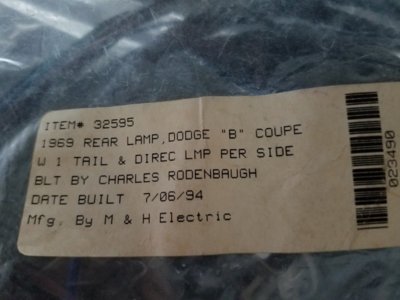 ITEM# 32595
1969 REAR LAMP,DODGE "B" COUPE
W 1 TAIL & DIREC LMP PER SIDE
BLT BY CHARLES RODENBAUGH
DATE BUILT 7/06/94
Mfg. By M & H Electric
023490